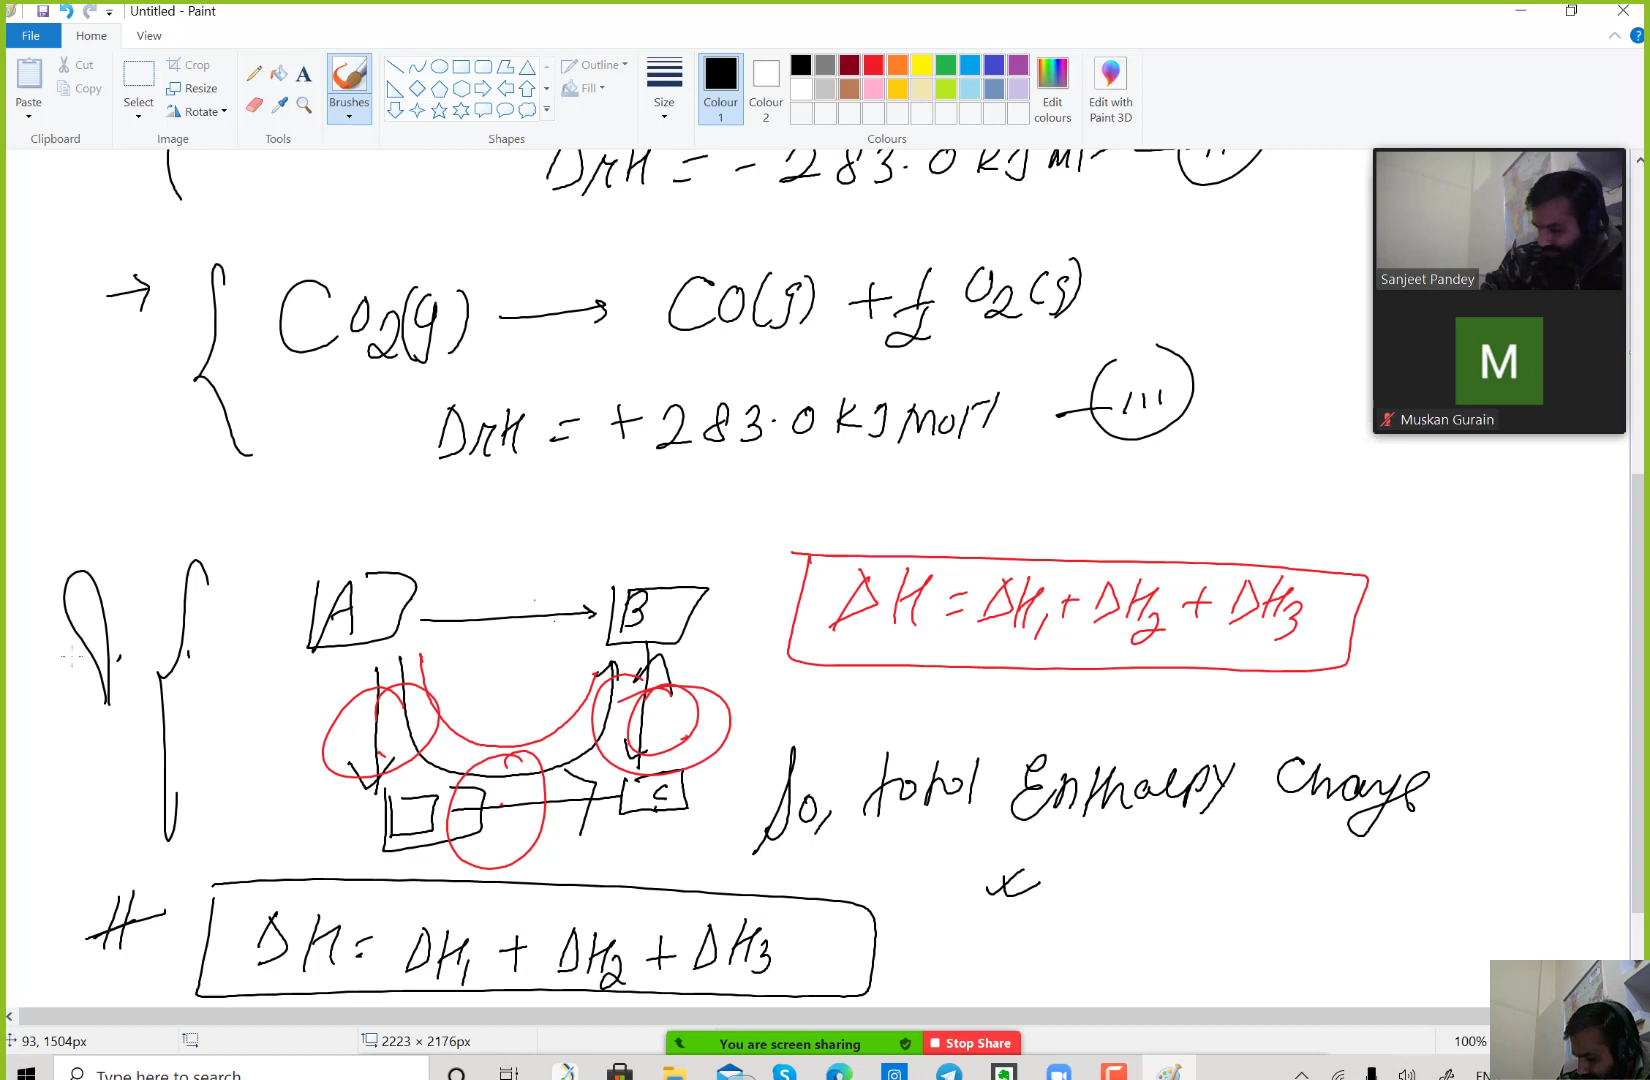 Untitled - Paint
File Home View
Cut
Copy
Paste
Crop
Resize
Rotate
Select
Brushes
Outline
Fill
Size
Colour 1
Colour 2
Edit colours
Edit with Paint 3D
Clipboard
Image
Tools
Shapes
Colours
ΔrH = - 283.0 KJ
Sanjeet Pandey
M
Muskan Gurain
→ CO2(g) → CO(g) + 1/2 O2(g)
ΔrH = + 283.0 KJ mol-1 - III
A → B
C
ΔH = ΔH1 + ΔH2 + ΔH3
So, total Enthalpy Change
# ΔH = ΔH1 + ΔH2 + ΔH3
93, 1504px
2223 × 2176px
You are screen sharing
Stop Share
100%
Type here to search